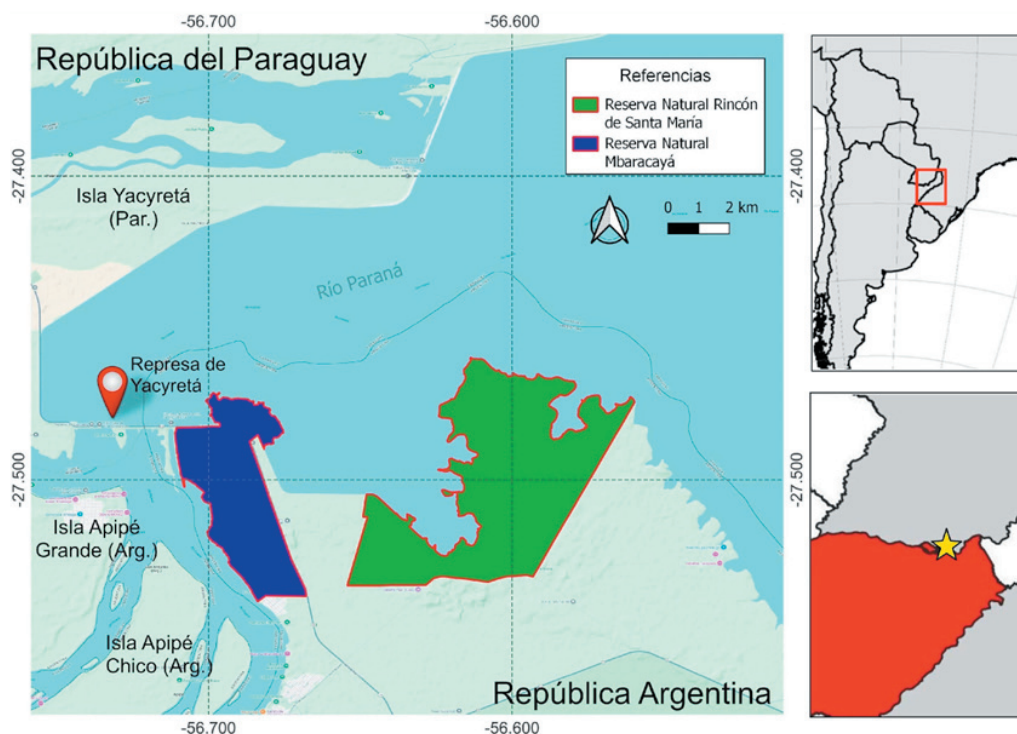 -56.700
-56.600
República del Paraguay
Referencias
Reserva Natural Rincón
de Santa María
Reserva Natural
Mbaracayá
-27.400
-27.400
Isla Yacyretá
(Par.)
0 1 2 km
Río Paraná
Represa de
Yacyretá
-27.500
-27.500
Isla Apipé
Grande (Arg.)
Isla Apipé
Chico (Arg.)
República Argentina
-56.700
-56.600